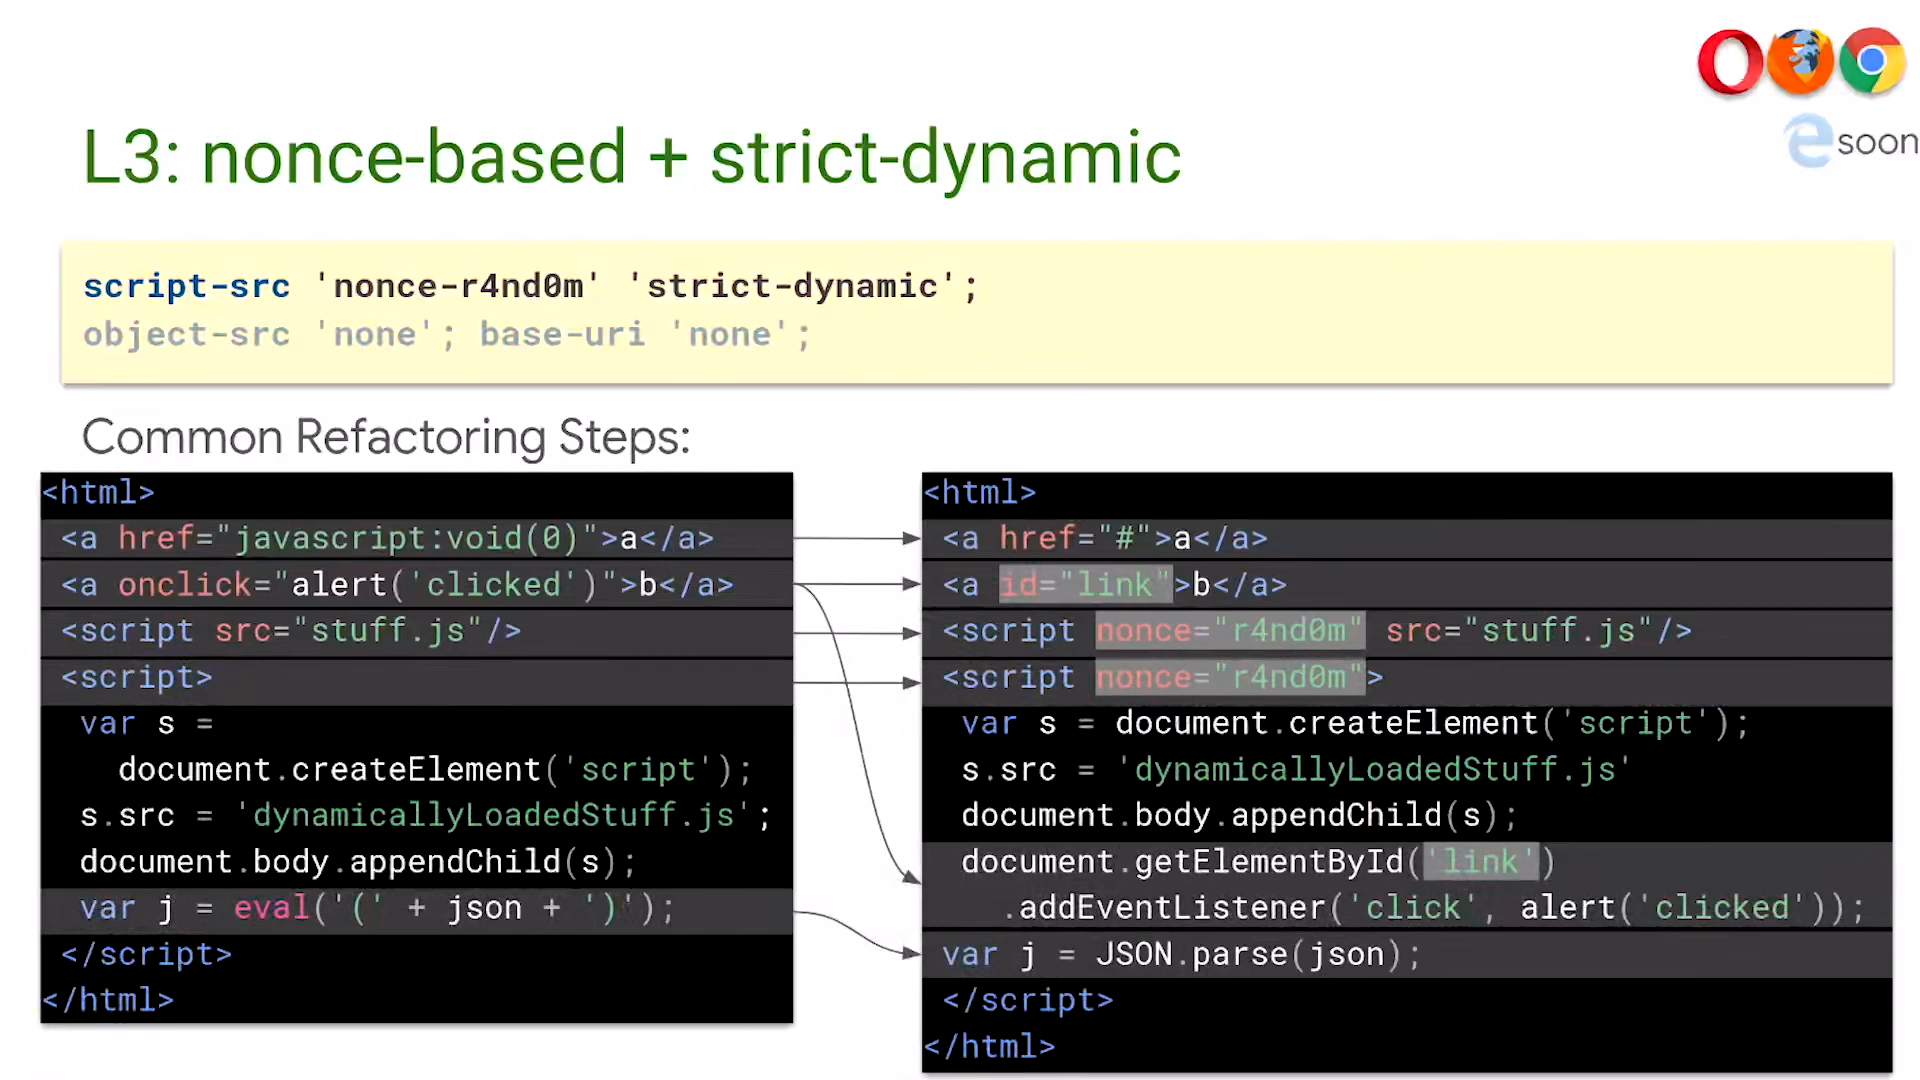 soon
L3: nonce-based + strict-dynamic
script-src 'nonce-r4nd0m' 'strict-dynamic';
object-src 'none'; base-uri 'none';
Common Refactoring Steps:
<html>
<a href="javascript:void(0)">a</a>
<a onclick="alert('clicked')">b</a>
<script src="stuff.js"/>
<script>
var s =
document.createElement('script');
s.src = 'dynamicallyLoadedStuff.js';
document.body.appendChild(s);
var j = eval('(' + json + ')');
</script>
</html>
<html>
<a href="#">a</a>
<a id="link">b</a>
<script nonce="r4nd0m" src="stuff.js"/>
<script nonce="r4nd0m">
var s = document.createElement('script');
s.src = 'dynamicallyLoadedStuff.js'
document.body.appendChild(s);
document.getElementById('link')
.addEventListener('click', alert('clicked'));
var j = JSON.parse(json);
</script>
</html>